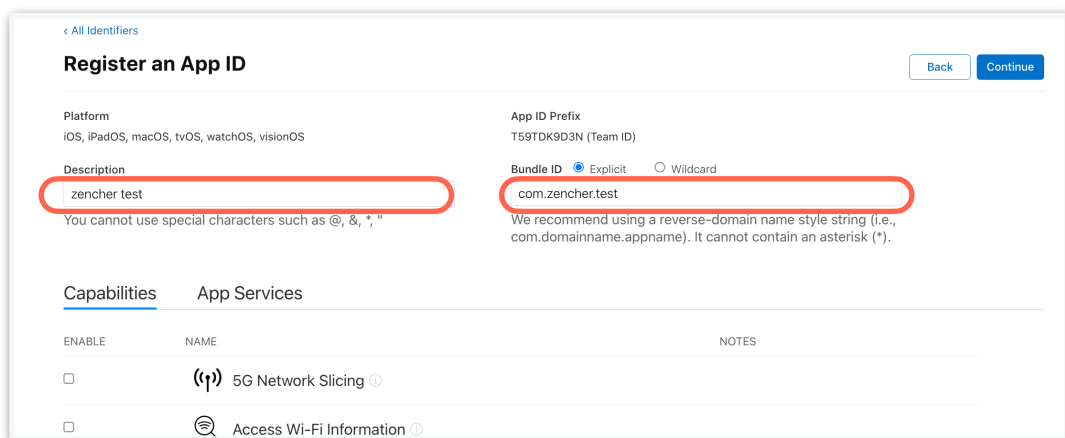 ‹ All Identifiers
Register an App ID
Back
Continue
Platform
iOS, iPadOS, macOS, tvOS, watchOS, visionOS
App ID Prefix
T59TDK9D3N (Team ID)
Description
zencher test
You cannot use special characters such as @, &, *, "
Bundle ID Explicit Wildcard
com.zencher.test
We recommend using a reverse-domain name style string (i.e.,
com.domainname.appname). It cannot contain an asterisk (*).
Capabilities App Services
ENABLE NAME NOTES
5G Network Slicing
Access Wi-Fi Information